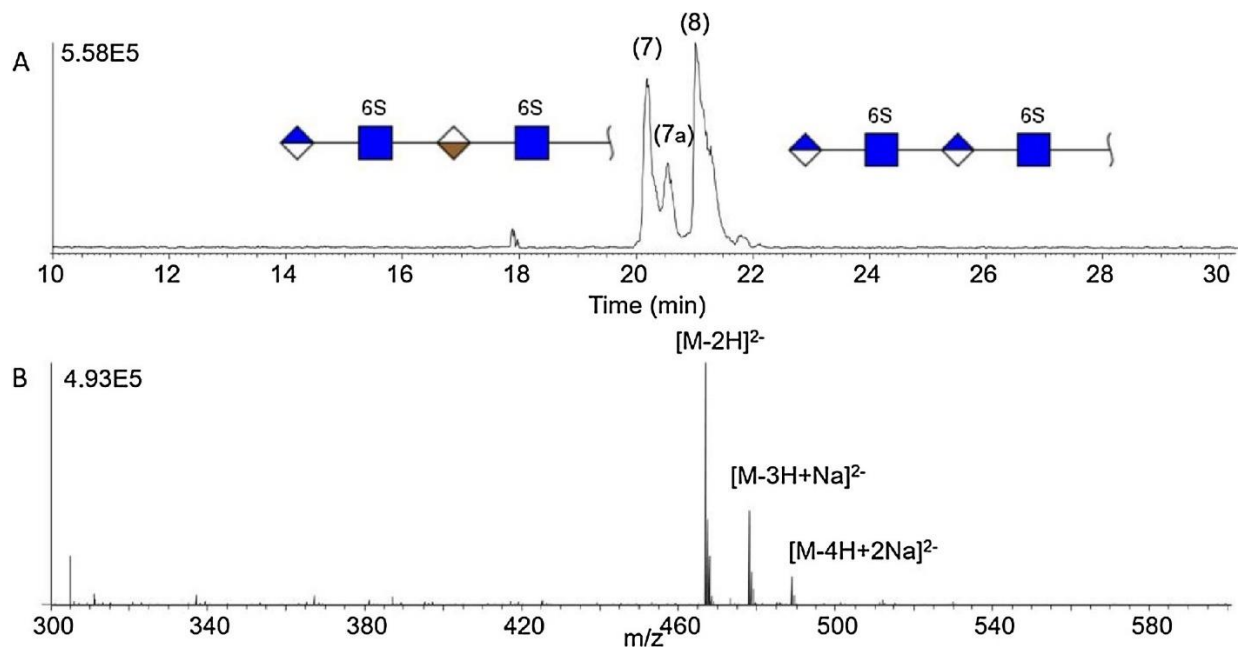 A
5.58E5
(7)
(7a)
(8)
6S
6S
6S
6S
10 12 14 16 18 20 22 24 26 28 30
Time (min)
B
4.93E5
[M-2H]²⁻
[M-3H+Na]²⁻
[M-4H+2Na]²⁻
300 340 380 420 460 500 540 580
m/z